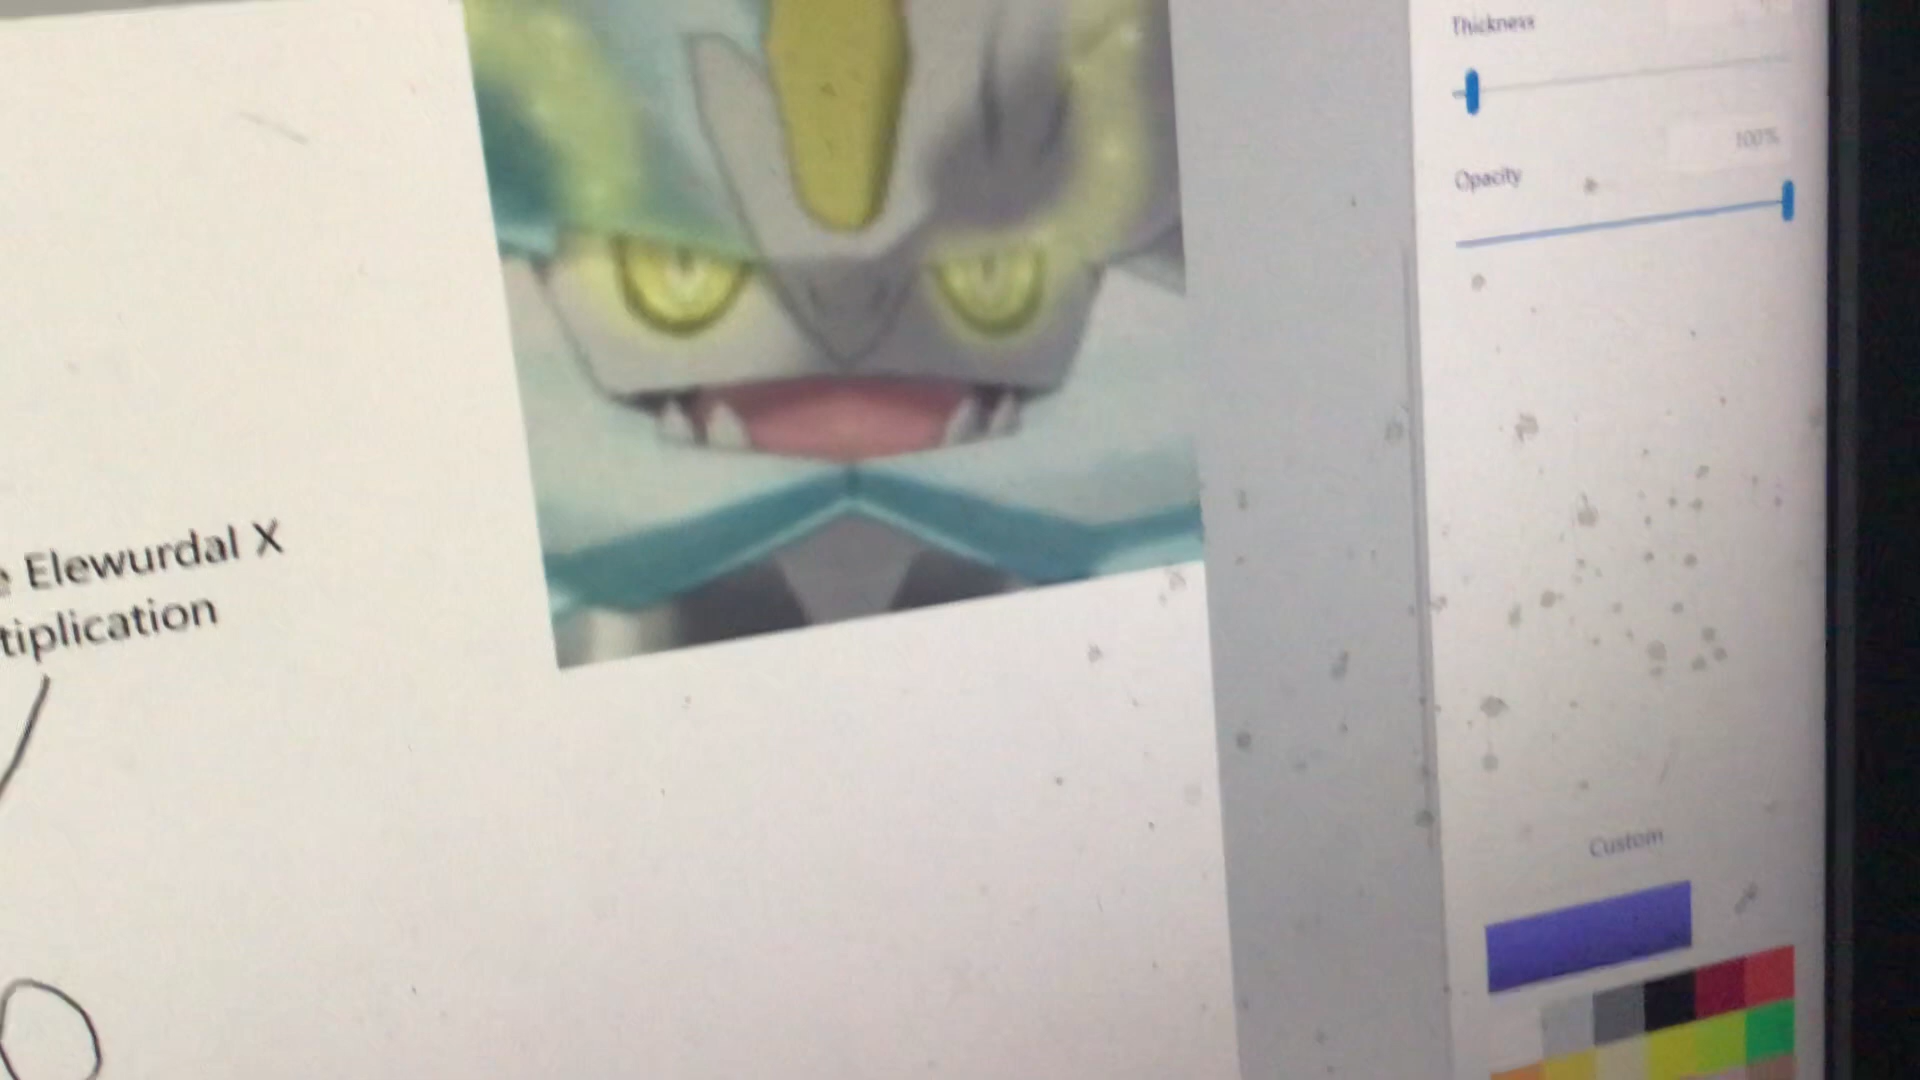 Thickness
100%
Opacity
Elewurdal X
tiplication
Custom